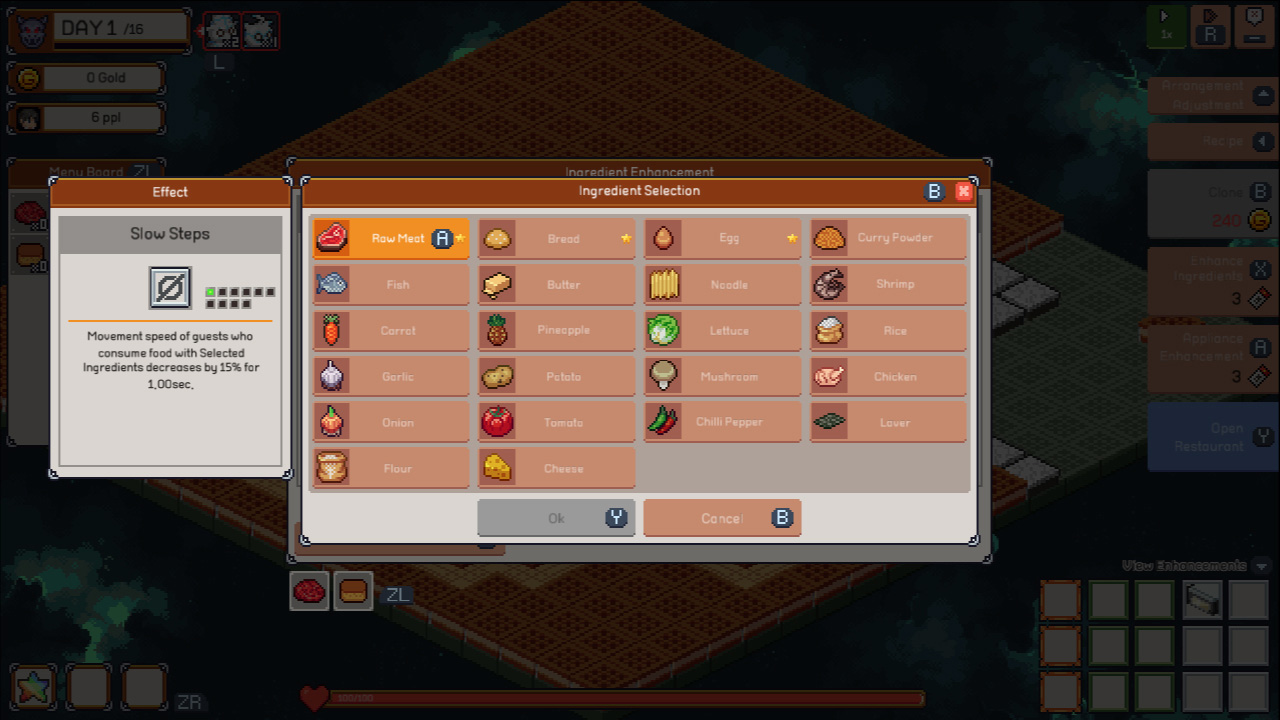 DAY 1 /16
×2
×1
L
0 Gold
6 ppl
1x
R
Arrangement
Adjustment
Recipe
Clone B
240
Enhance
Ingredients X
3
Appliance
Enhancement A
3
Open
Restaurant Y
Menu Board ZL
×0
×0
Effect
Slow Steps
Movement speed of guests who
consume food with Selected
Ingredients decreases by 15% for
1,00sec.
Ingredient Enhancement
Ingredient Selection B
Raw Meat A
Bread
Egg
Curry Powder
Fish
Butter
Noodle
Shrimp
Carrot
Pineapple
Lettuce
Rice
Garlic
Potato
Mushroom
Chicken
Onion
Tomato
Chilli Pepper
Laver
Flour
Cheese
Ok Y
Cancel B
ZL
View Enhancements
ZR
100/100